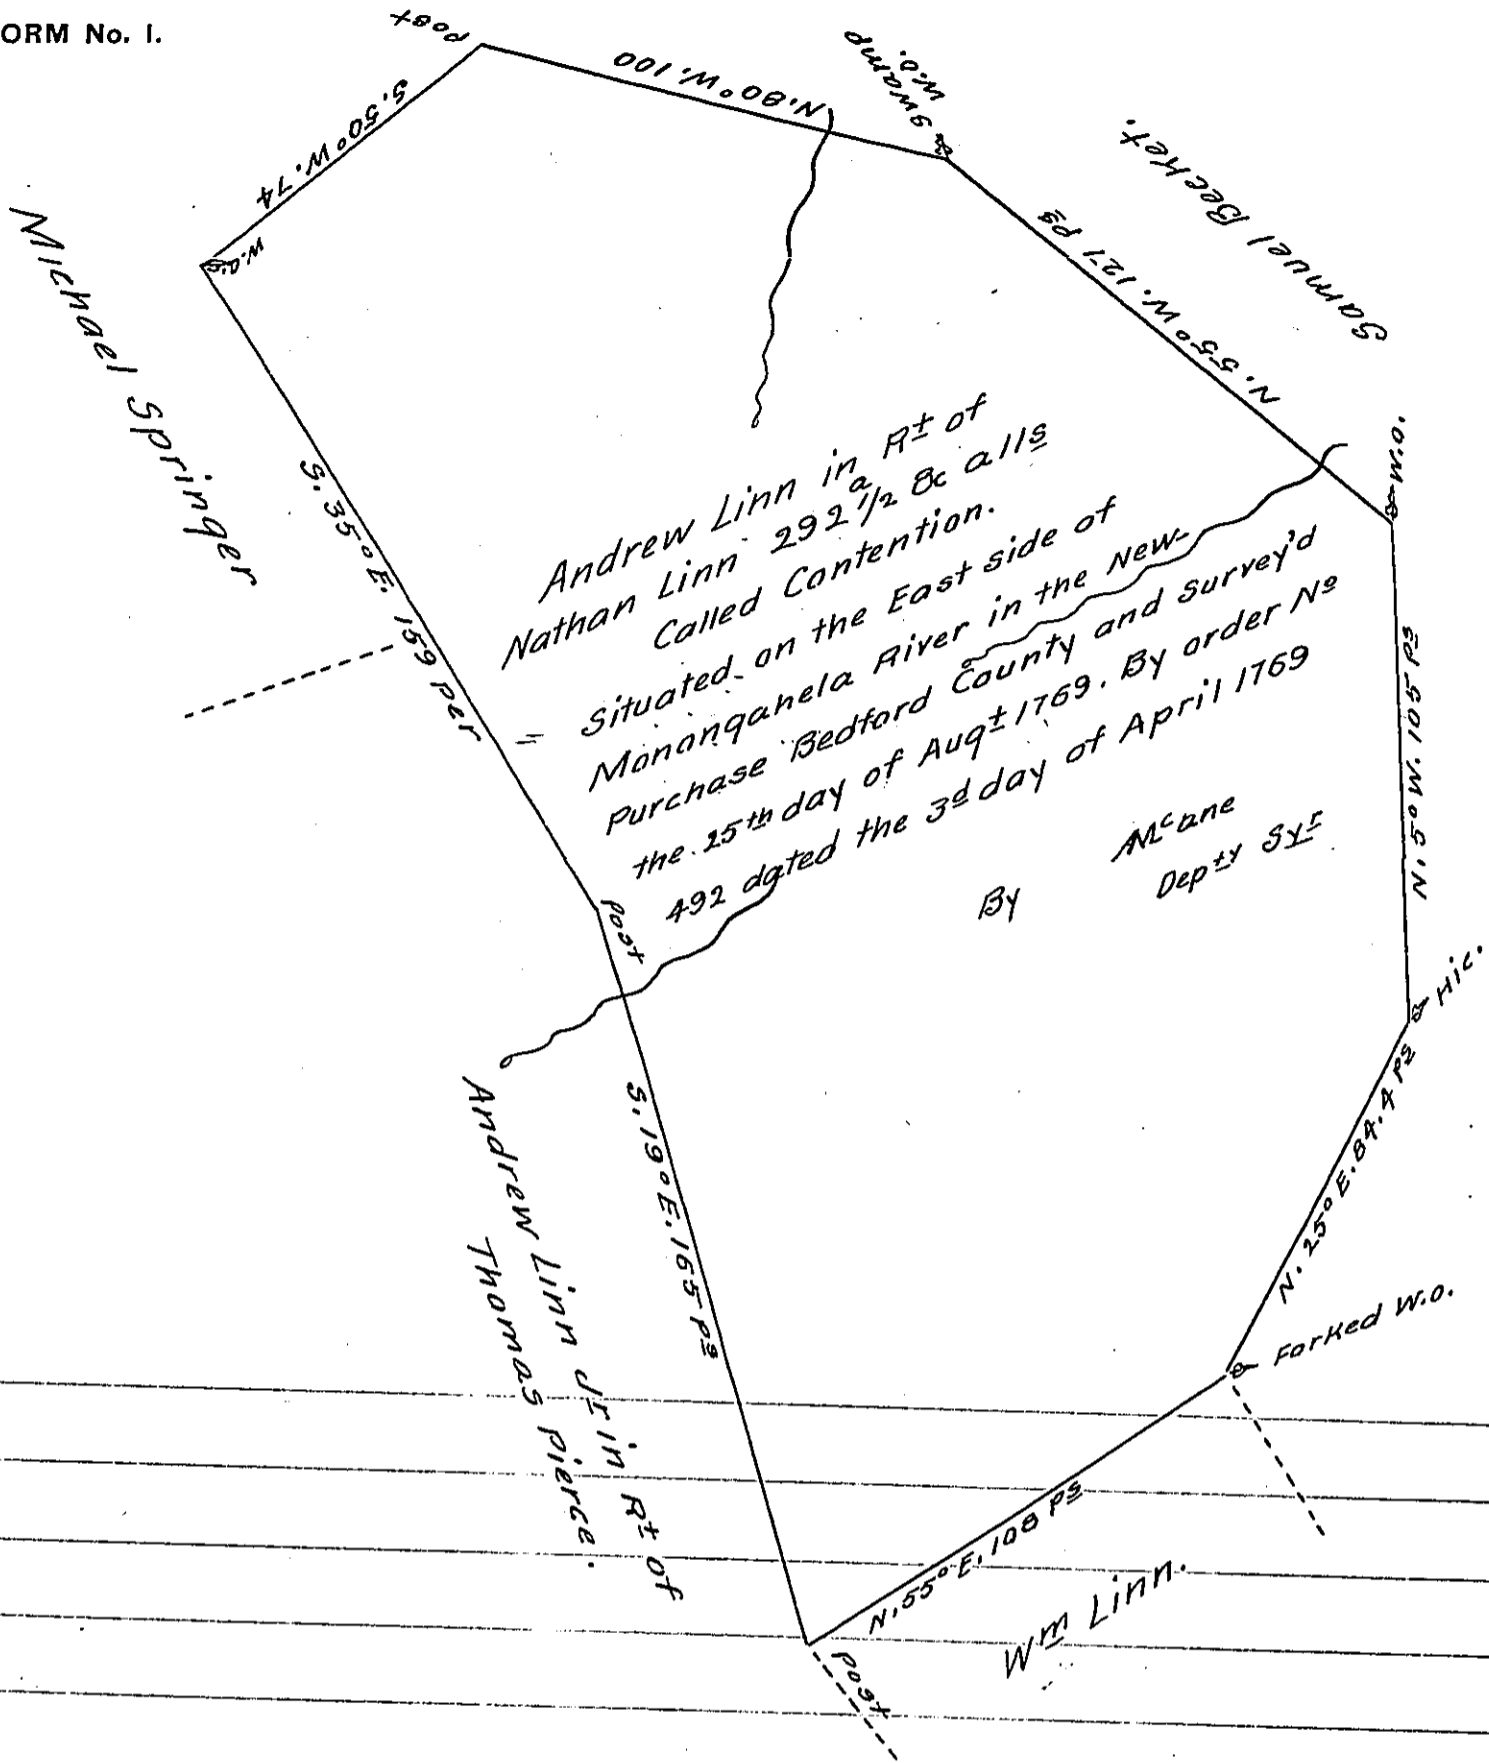 ORM No. 1.
Post
N. 80° W. 100
swamp
W.O.
S. 50° W. 74
Samuel Becket.
W.O.s
N. 55° W. 127 Ps
Michael Springer
W.O.
S. 35° E. 159 Per
Andrew Linn in Rt of
Nathan Linn 292 1/2 a & alls
Called Contention.
Situated on the East side of
Monongahela River in the New
Purchase Bedford County and Survey'd
the 25th day of Augt 1769. By order No
492 dated the 3d day of April 1769
By McLane
Depty Syr
N. 5° W. 105 Ps
Post
Hic.
N. 25° E. 84.4 Ps
S. 19° E. 165 Ps
Andrew Linn Jr in Rt of
Thomas Pierce.
Forked W.O.
N. 55° E. 108 Ps
Wm Linn.
Post